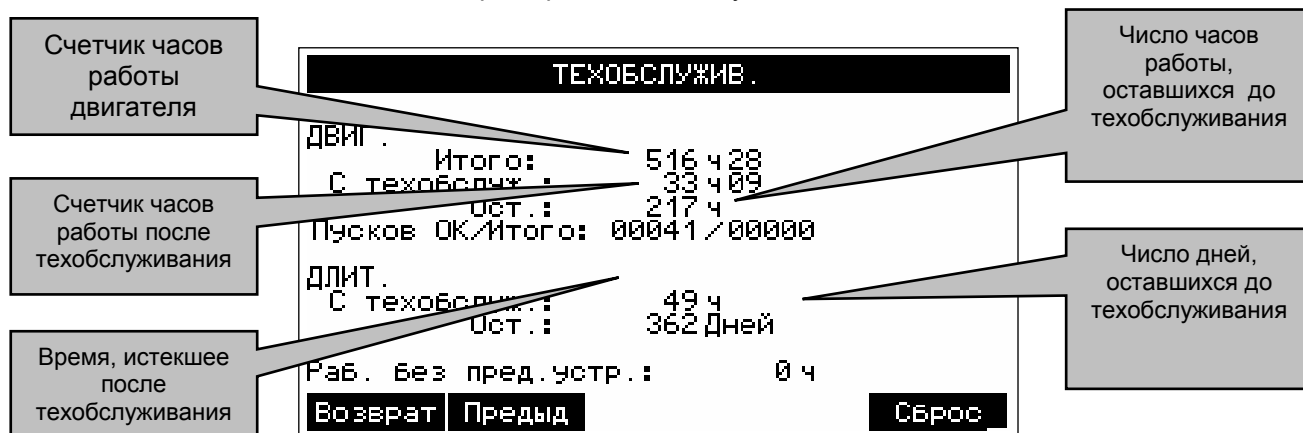 Счетчик часов
работы
двигателя
Счетчик часов
работы после
техобслуживания
Время, истекшее
после
техобслуживания
ТЕХОБСЛУЖИВ.
ДВИГ.
Итого: 516 ч 28
С техобслуж.: 33 ч 09
Ост.: 217 ч
Пусков ОК/Итого: 00041/00000
ДЛИТ.
С техобслуж.: 49 ч
Ост.: 362 Дней
Раб. без пред.устр.: 0 ч
Возврат Предыд Сброс
Число часов
работы,
оставшихся до
техобслуживания
Число дней,
оставшихся до
техобслуживания